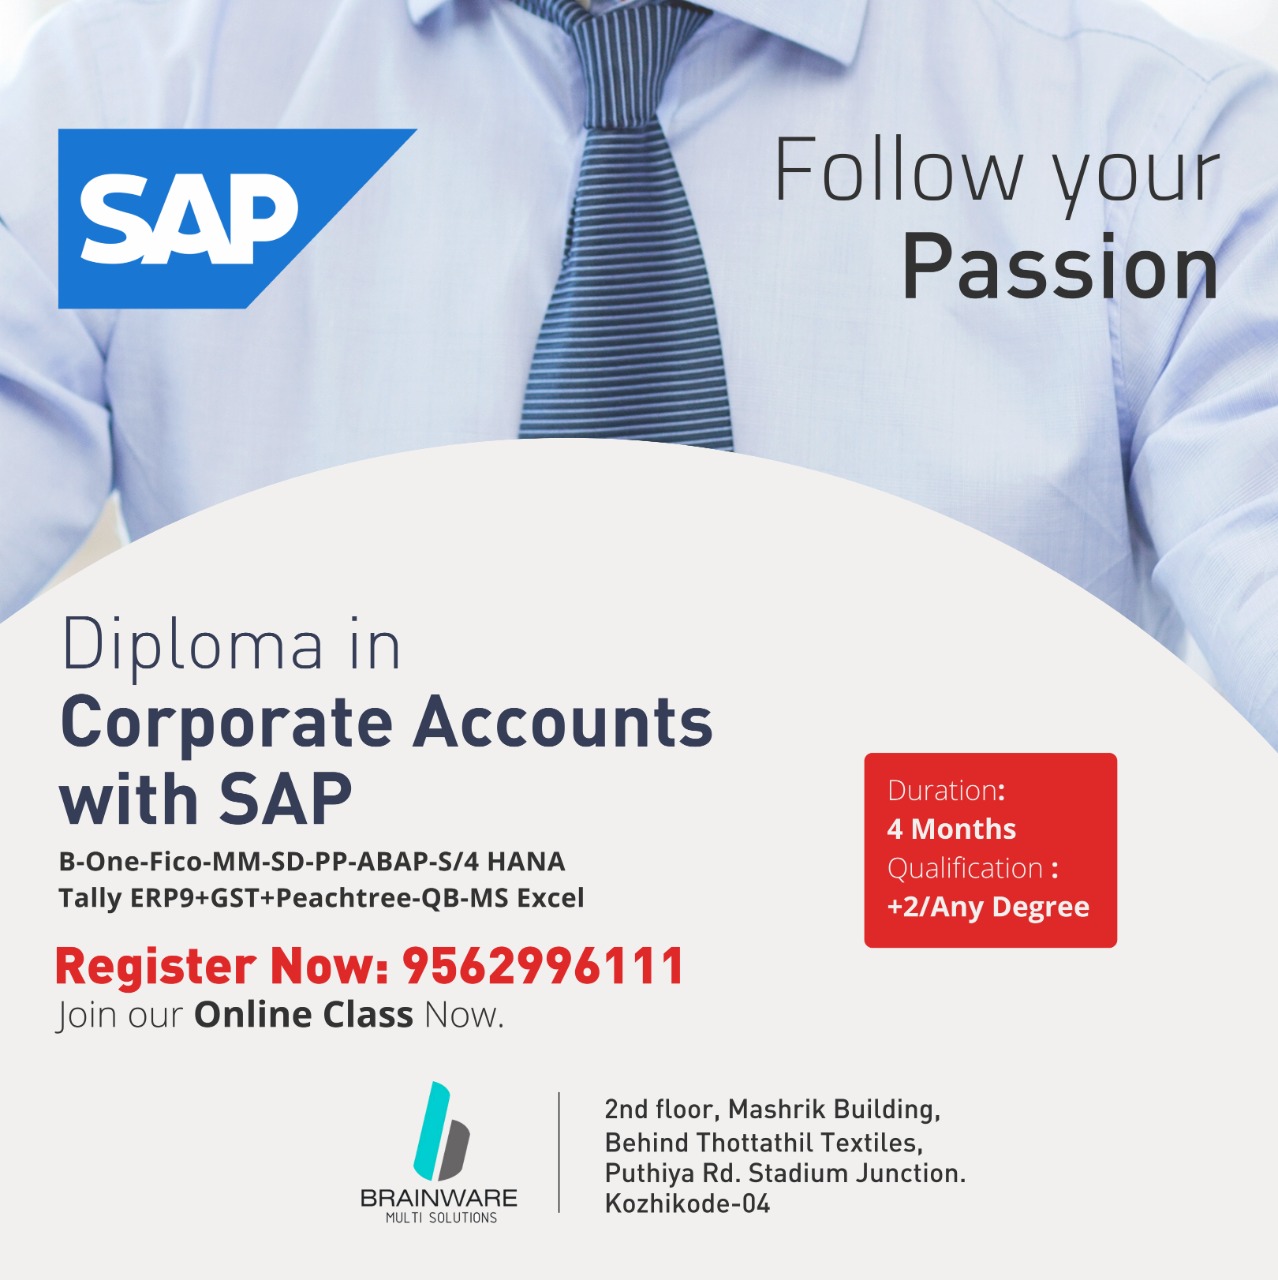 SAP
Follow your
Passion
Diploma in
Corporate Accounts
with SAP
B-One-Fico-MM-SD-PP-ABAP-S/4 HANA
Tally ERP9+GST+Peachtree-QB-MS Excel
Duration:
4 Months
Qualification :
+2/Any Degree
Register Now: 9562996111
Join our Online Class Now.
BRAINWARE
MULTI SOLUTIONS
2nd floor, Mashrik Building,
Behind Thottathil Textiles,
Puthiya Rd. Stadium Junction.
Kozhikode-04